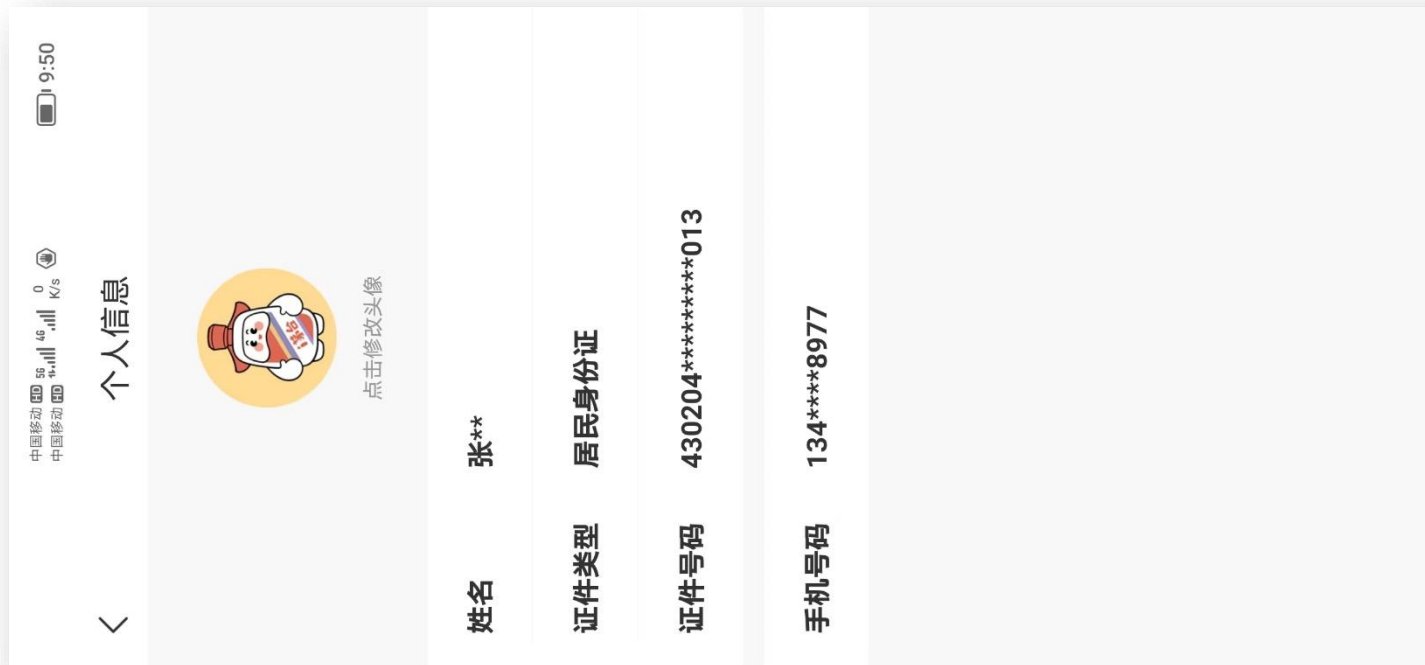 中国移动 HD 5G 4G 0 K/s 9:50
中国移动 HD
个人信息
点击修改头像
姓名 张**
证件类型 居民身份证
证件号码 430204*********013
手机号码 134****8977